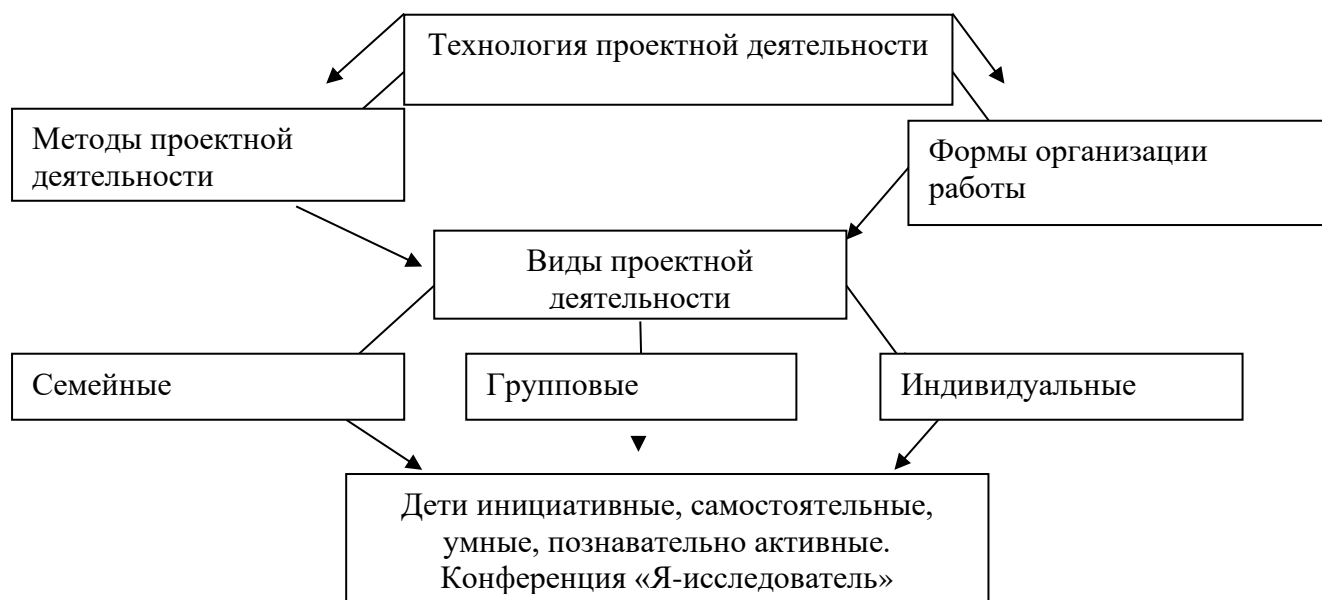 Технология проектной деятельности
Методы проектной
деятельности
Формы организации
работы
Виды проектной
деятельности
Семейные
Групповые
Индивидуальные
Дети инициативные, самостоятельные,
умные, познавательно активные.
Конференция «Я-исследователь»